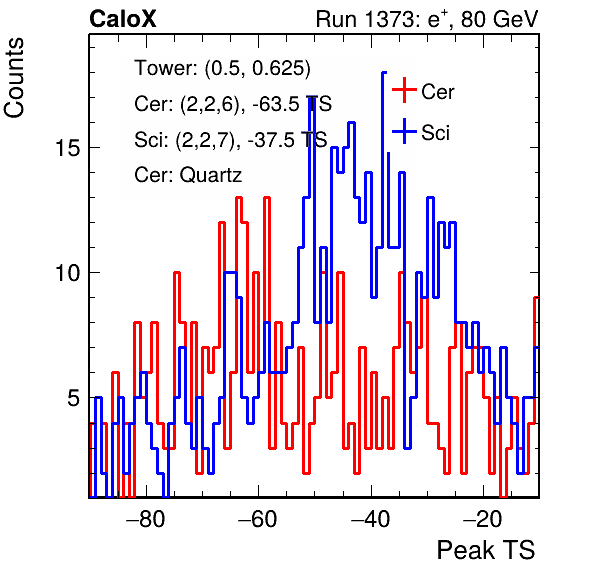 CaloX Run 1373: e⁺, 80 GeV
Counts
Tower: (0.5, 0.625)
Cer: (2,2,6), -63.5 TS
Sci: (2,2,7), -37.5 TS
Cer: Quartz
Cer
Sci
15
10
5
−80 −60 −40 −20
Peak TS